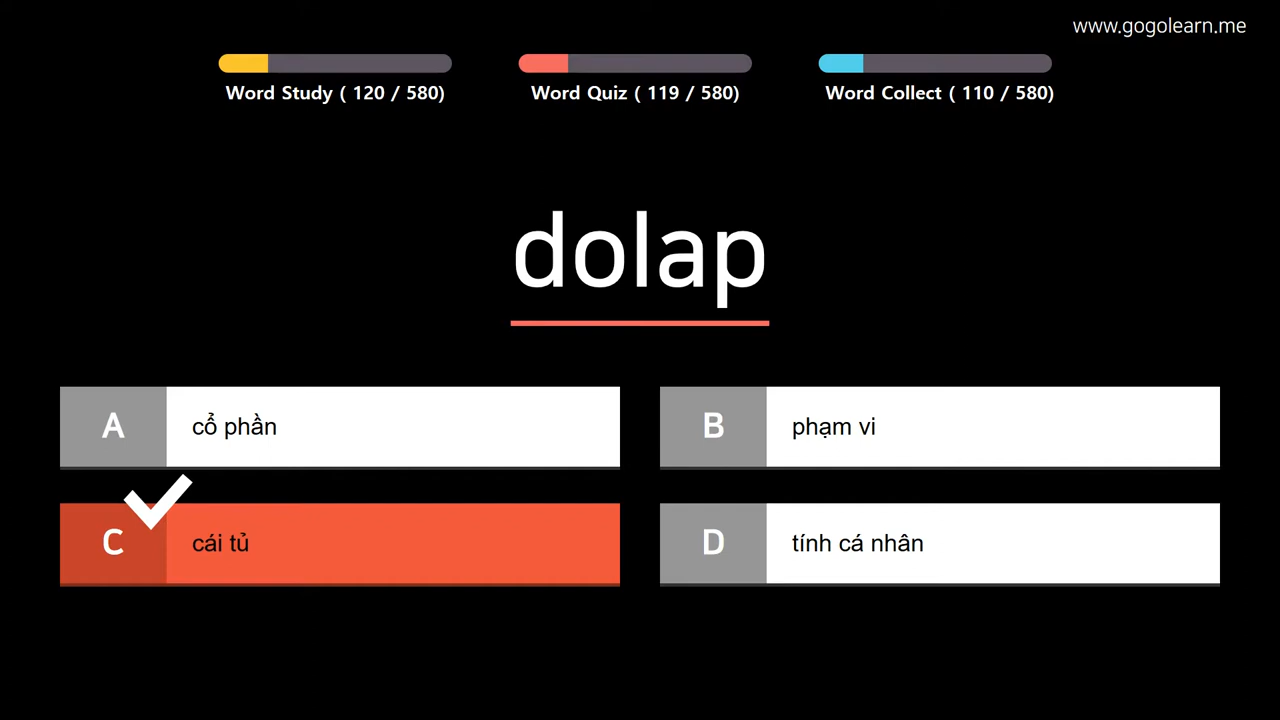 www.gogolearn.me
Word Study ( 120 / 580)
Word Quiz ( 119 / 580)
Word Collect ( 110 / 580)
dolap
A cổ phần
B phạm vi
C cái tủ
D tính cá nhân